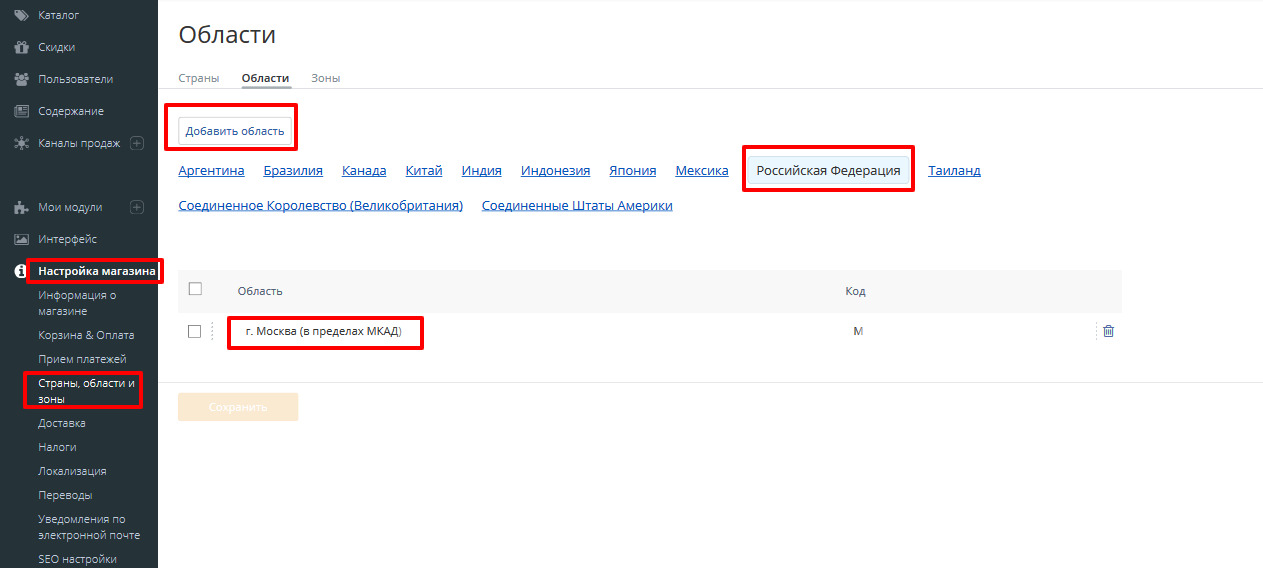 Каталог
Скидки
Пользователи
Содержание
Каналы продаж
Мои модули
Интерфейс
Настройка магазина
Информация о
магазине
Корзина & Оплата
Прием платежей
Страны, области и
зоны
Доставка
Налоги
Локализация
Переводы
Уведомления по
электронной почте
SEO настройки
Области
Страны Области Зоны
Добавить область
Аргентина Бразилия Канада Китай Индия Индонезия Япония Мексика Российская Федерация Таиланд
Соединенное Королевство (Великобритания) Соединенные Штаты Америки
Область Код
г. Москва (в пределах МКАД) М
Сохранить